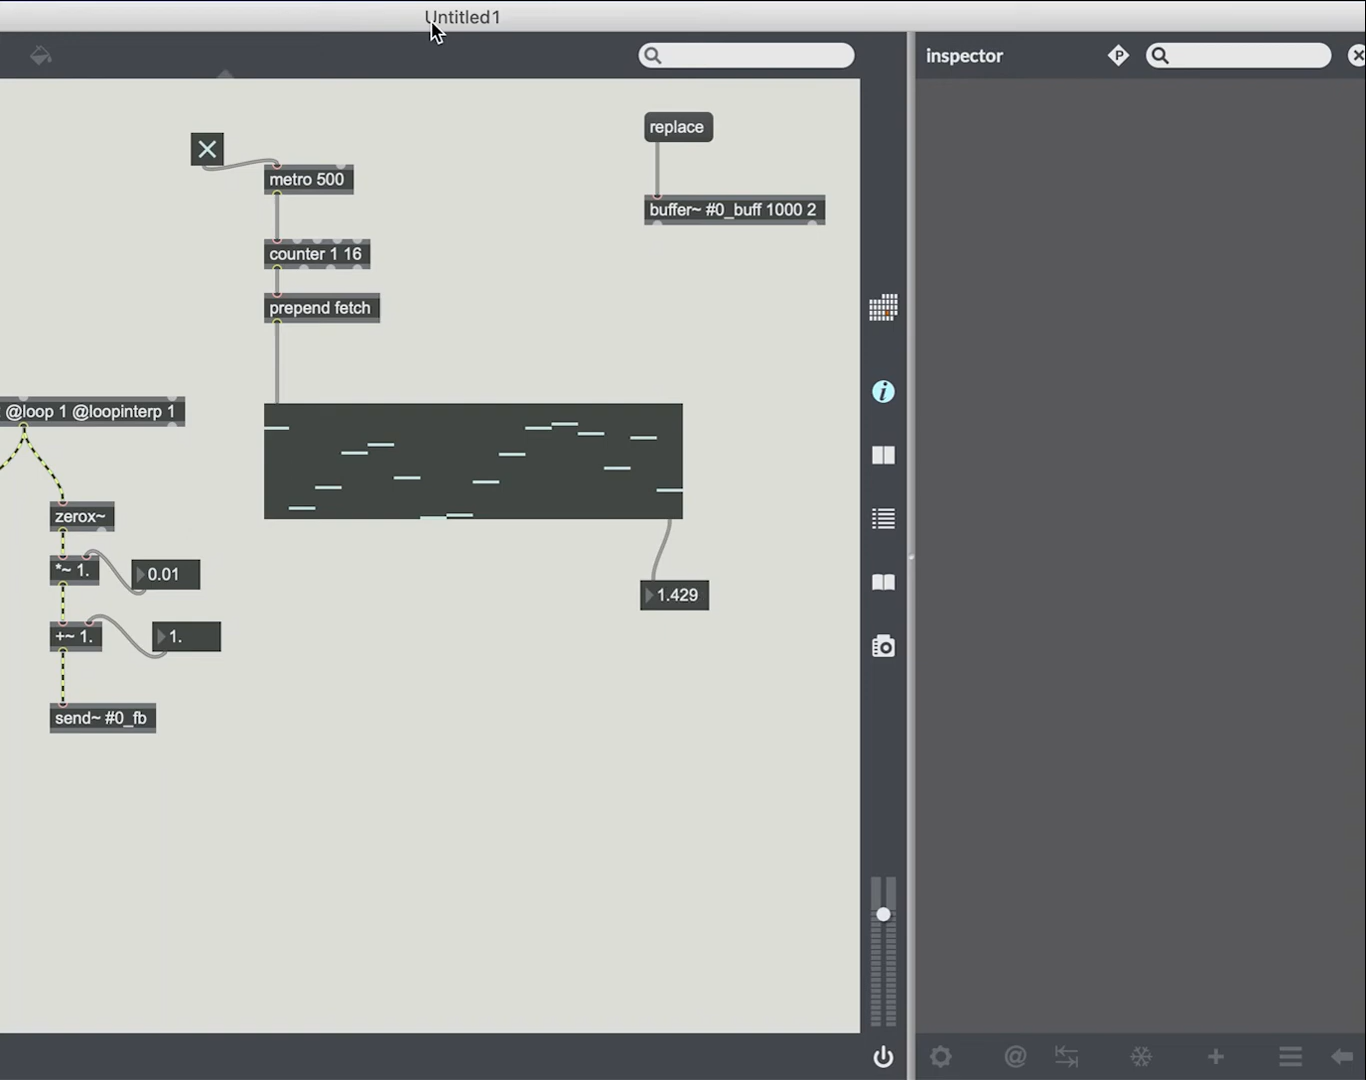 Untitled1
inspector
replace
metro 500
buffer~ #0_buff 1000 2
counter 1 16
prepend fetch
@loop 1 @loopinterp 1
zerox~
*~ 1.
0.01
1.429
+~ 1.
1.
send~ #0_fb